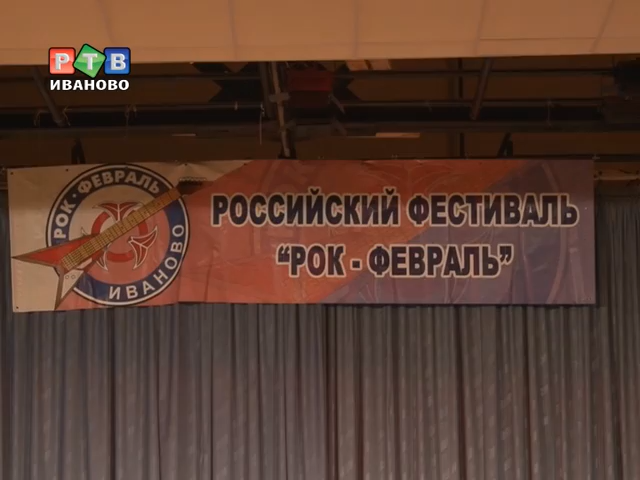 РТВ
ИВАНОВО
РОК · ФЕВРАЛЬ
ИВАНОВО
РОССИЙСКИЙ ФЕСТИВАЛЬ
“РОК - ФЕВРАЛЬ”